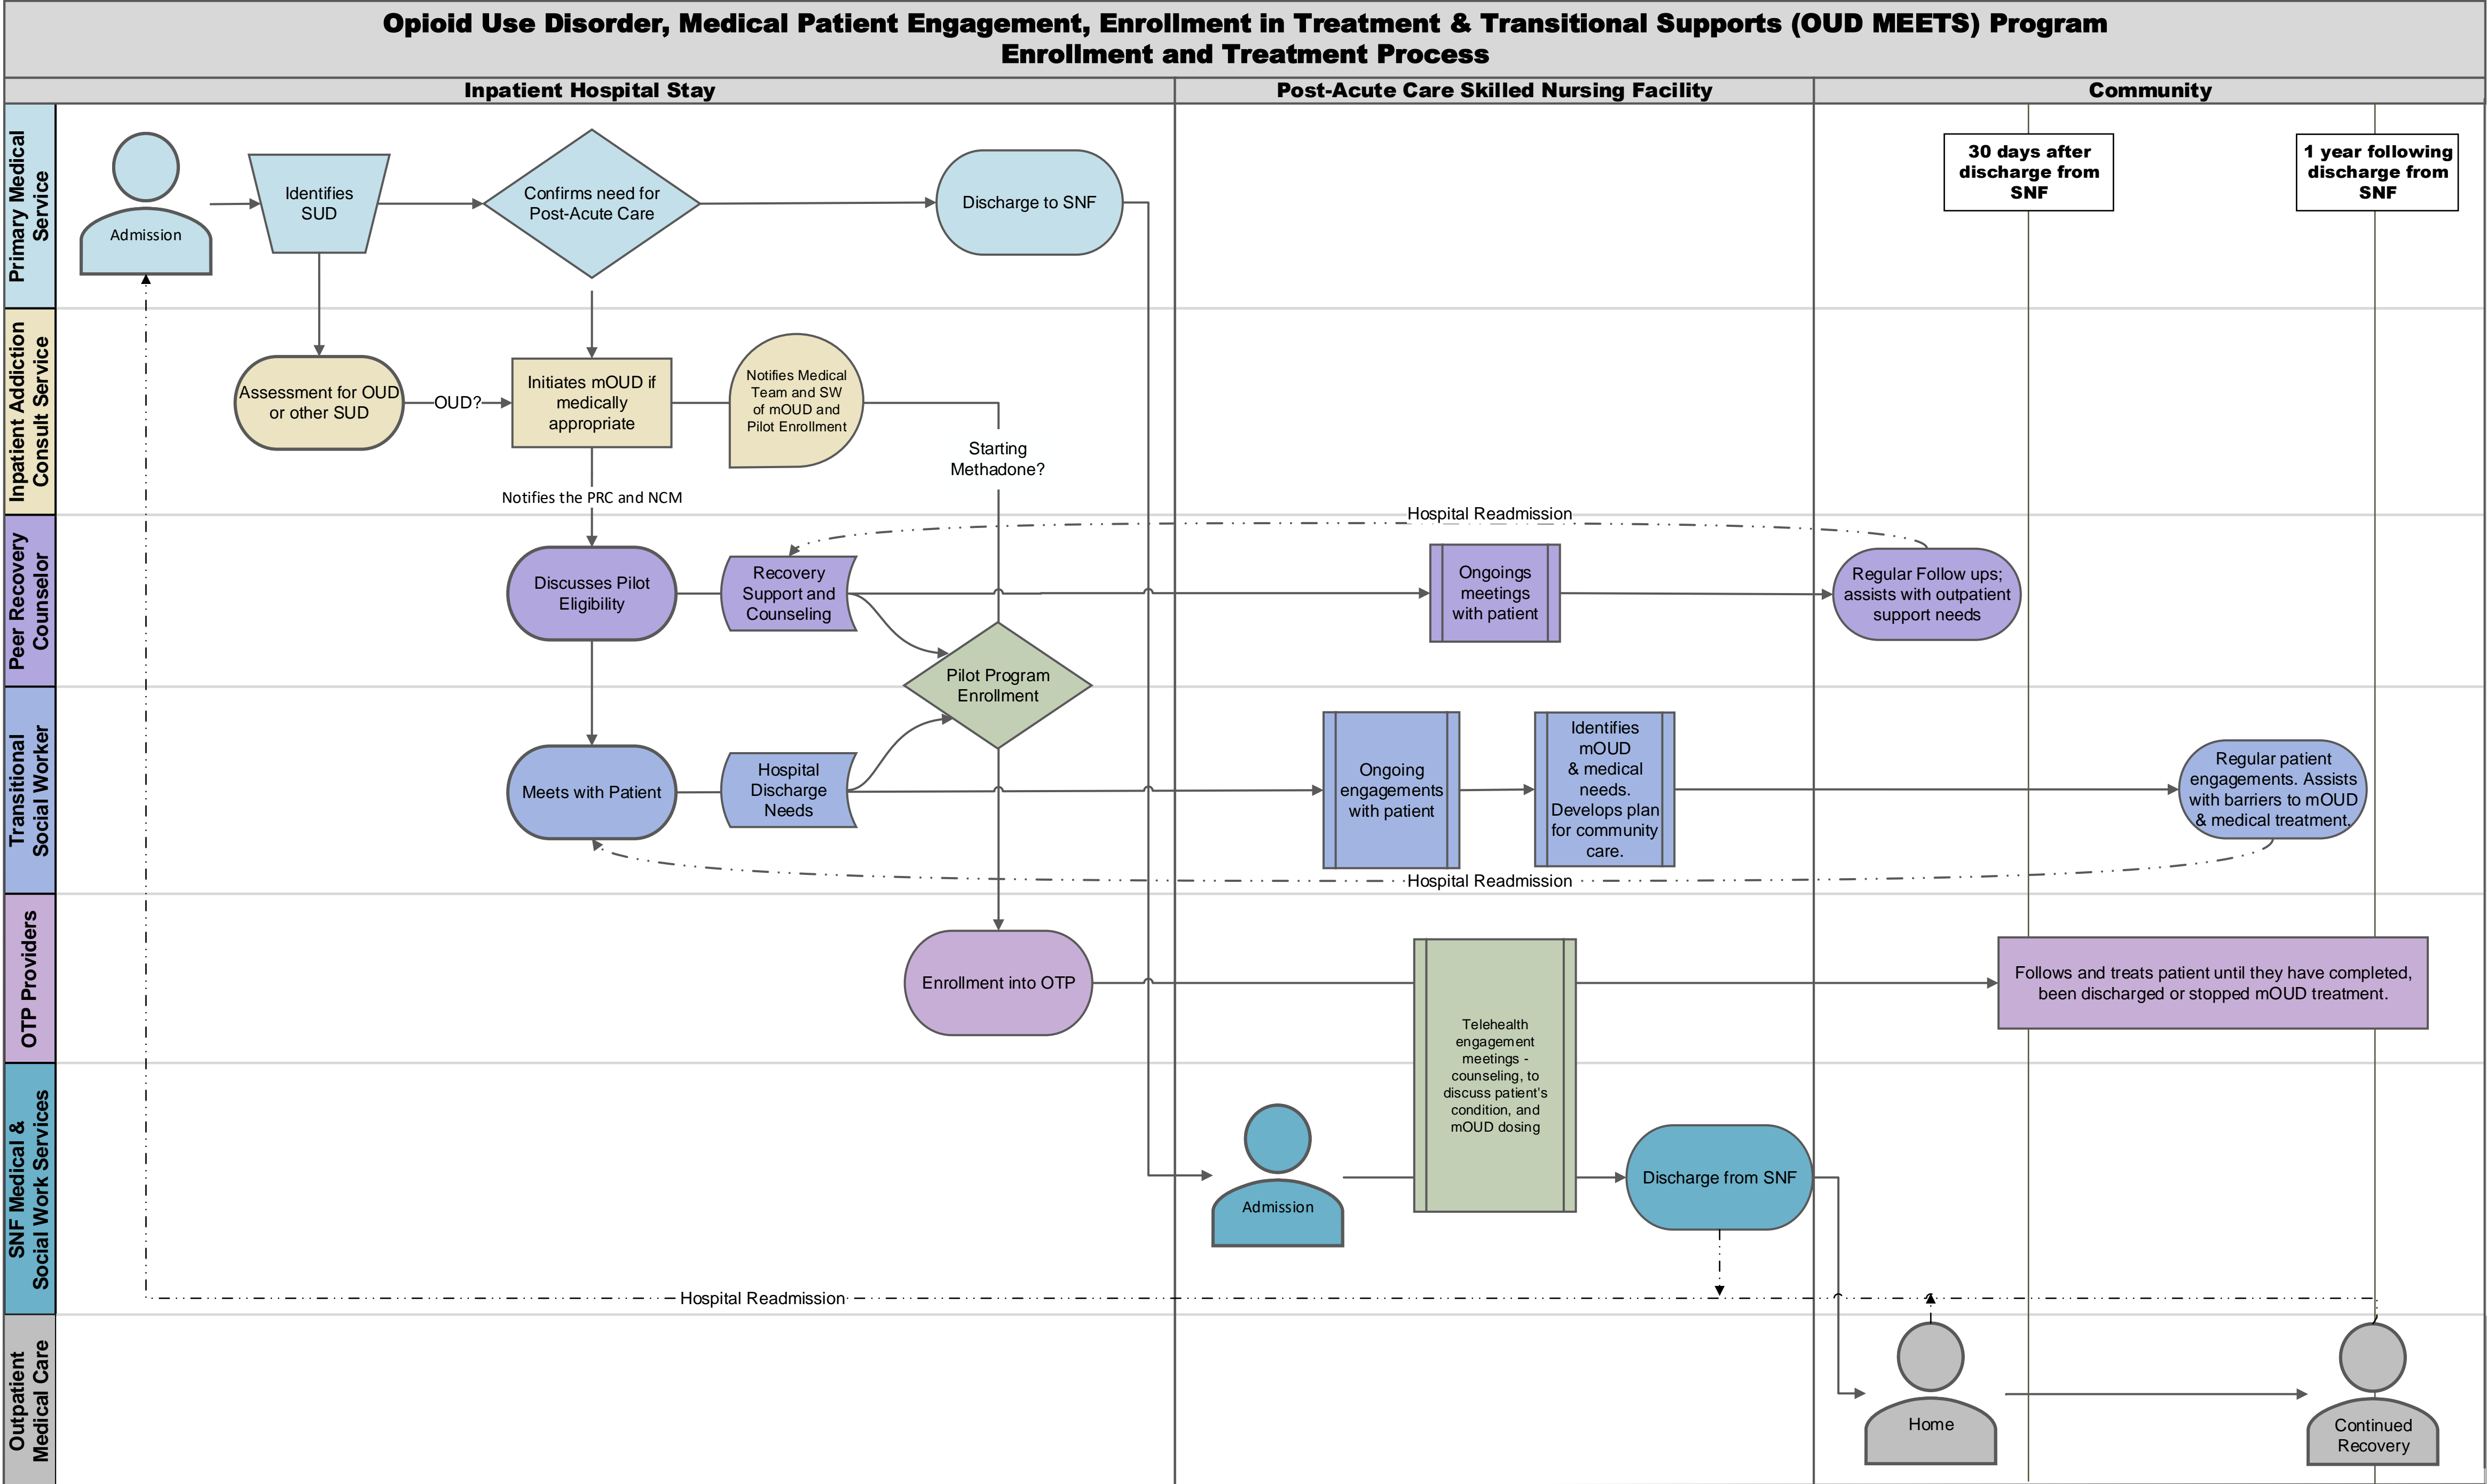 Opioid Use Disorder, Medical Patient Engagement, Enrollment in Treatment & Transitional Supports (OUD MEETS) Program
Enrollment and Treatment Process
Inpatient Hospital Stay
Post-Acute Care Skilled Nursing Facility
Community
Primary Medical
Service
Admission
Identifies
SUD
Confirms need for
Post-Acute Care
Discharge to SNF
30 days after
discharge from
SNF
1 year following
discharge from
SNF
Inpatient Addiction
Consult Service
Assessment for OUD
or other SUD
OUD?
Initiates mOUD if
medically
appropriate
Notifies Medical
Team and SW
of mOUD and
Pilot Enrollment
Starting
Methadone?
Notifies the PRC and NCM
Peer Recovery
Counselor
Hospital Readmission
Discusses Pilot
Eligibility
Recovery
Support and
Counseling
Ongoings
meetings
with patient
Regular Follow ups;
assists with outpatient
support needs
Pilot Program
Enrollment
Transitional
Social Worker
Meets with Patient
Hospital
Discharge
Needs
Ongoing
engagements
with patient
Identifies
mOUD
& medical
needs.
Develops plan
for community
care.
Regular patient
engagements. Assists
with barriers to mOUD
& medical treatment.
Hospital Readmission
OTP Providers
Enrollment into OTP
Follows and treats patient until they have completed,
been discharged or stopped mOUD treatment.
Telehealth
engagement
meetings -
counseling, to
discuss patient's
condition, and
mOUD dosing
SNF Medical &
Social Work Services
Admission
Discharge from SNF
Hospital Readmission
Outpatient
Medical Care
Home
Continued
Recovery